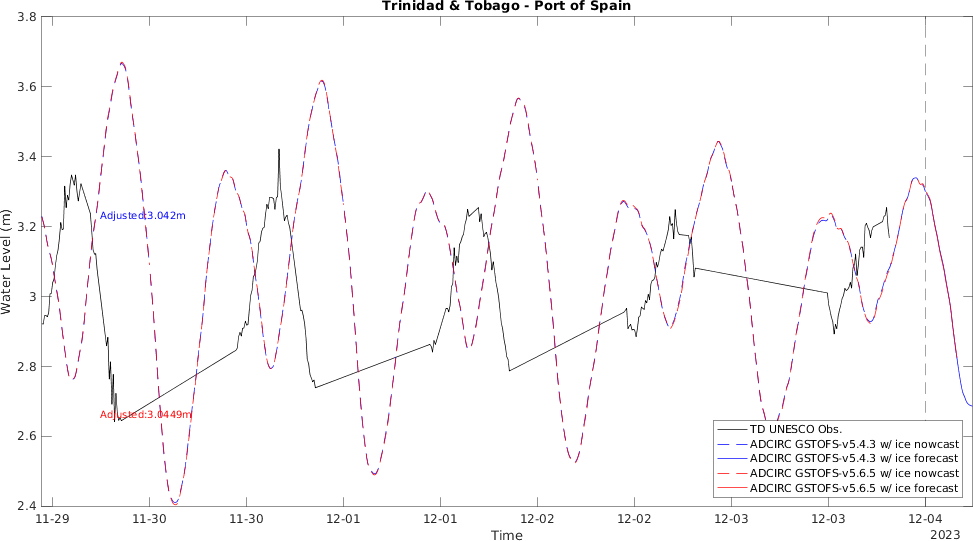 Trinidad & Tobago - Port of Spain
3.8
3.6
3.4
3.2
3
2.8
2.6
2.4
Water Level (m)
Adjusted:3.042m
Adjusted:3.0449m
TD UNESCO Obs.
ADCIRC GSTOFS-v5.4.3 w/ ice nowcast
ADCIRC GSTOFS-v5.4.3 w/ ice forecast
ADCIRC GSTOFS-v5.6.5 w/ ice nowcast
ADCIRC GSTOFS-v5.6.5 w/ ice forecast
11-29 11-30 11-30 12-01 12-01 12-02 12-02 12-03 12-03 12-04
Time
2023